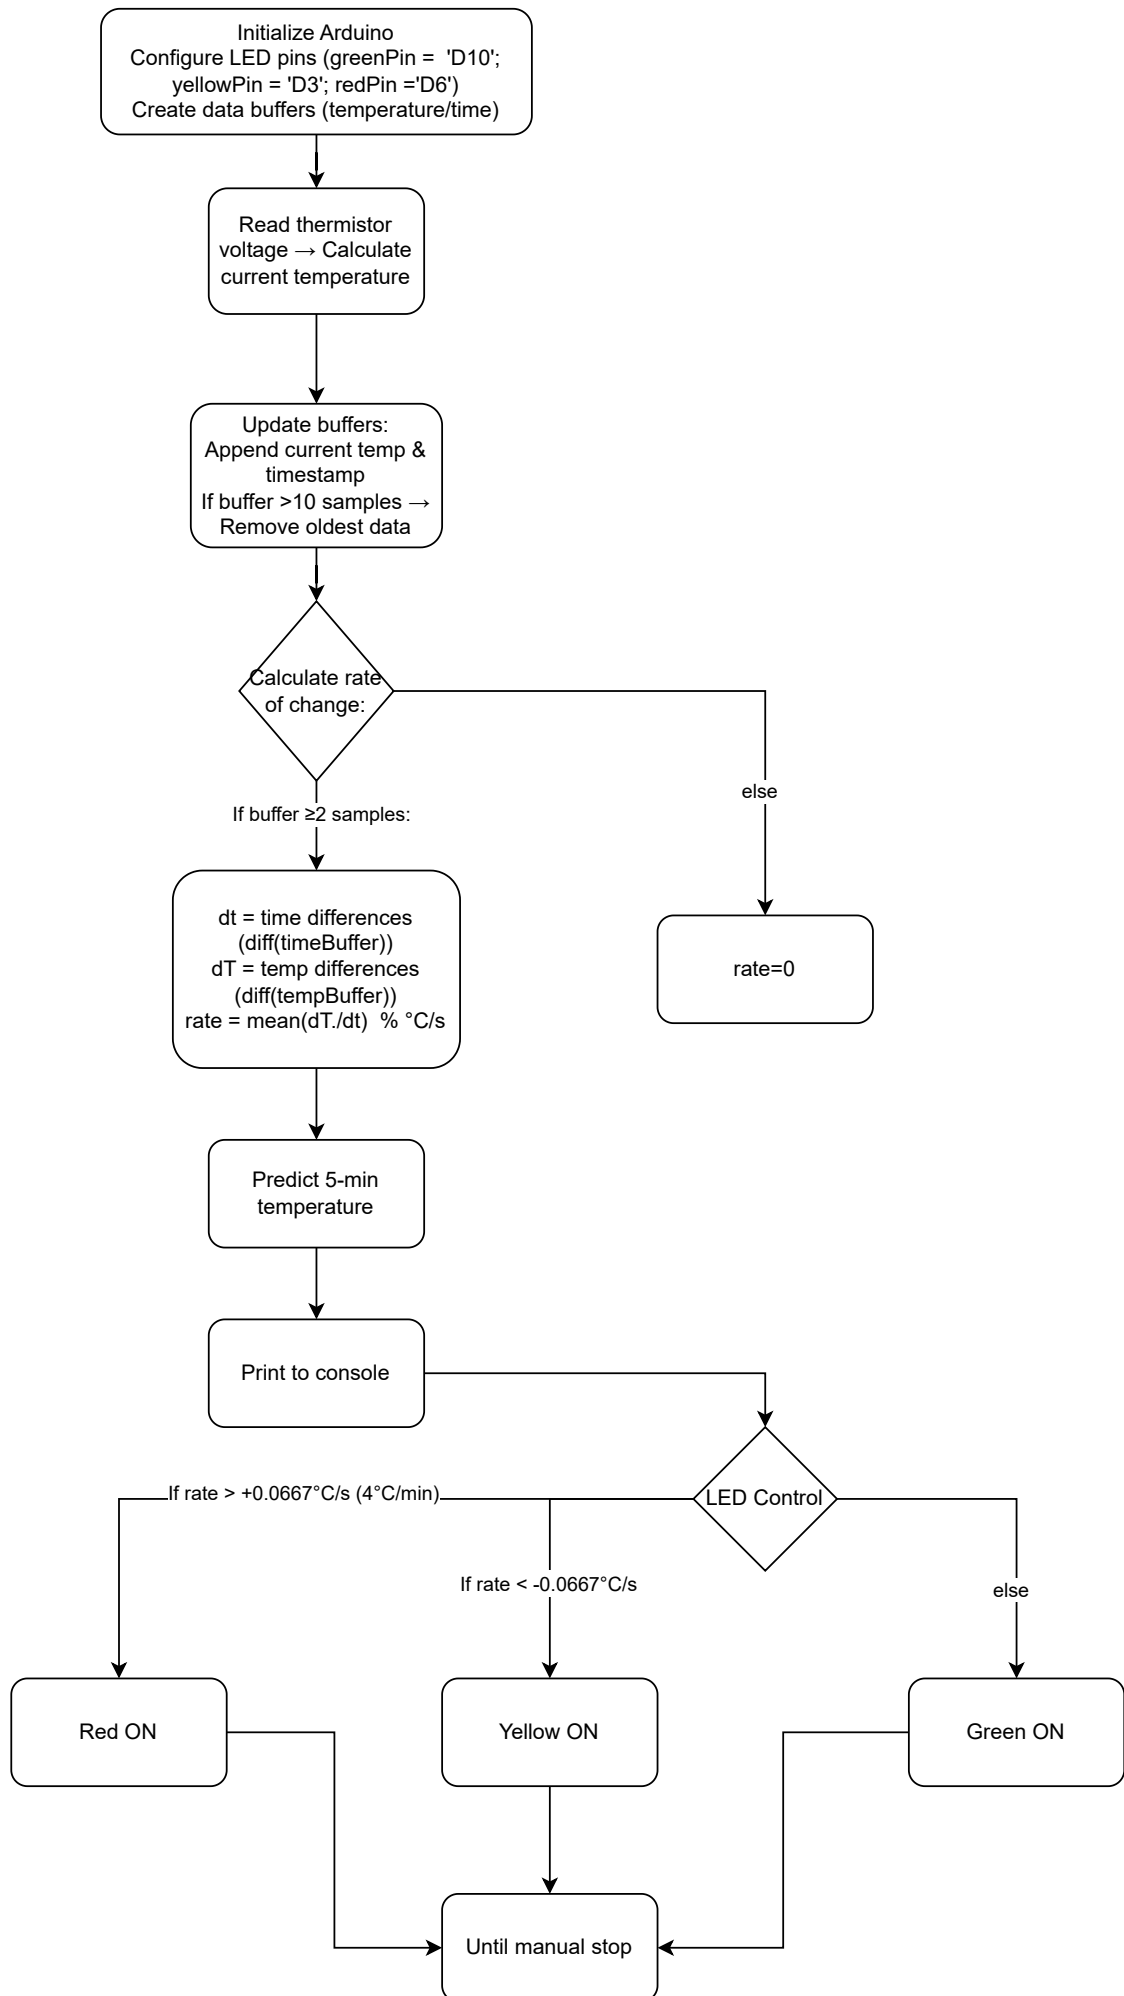 Initialize Arduino
Configure LED pins (greenPin = 'D10';
yellowPin = 'D3'; redPin ='D6')
Create data buffers (temperature/time)
Read thermistor
voltage → Calculate
current temperature
Update buffers:
Append current temp &
timestamp
If buffer >10 samples →
Remove oldest data
Calculate rate
of change:
else
If buffer ≥2 samples:
dt = time differences
(diff(timeBuffer))
dT = temp differences
(diff(tempBuffer))
rate = mean(dT./dt) % °C/s
rate=0
Predict 5-min
temperature
Print to console
If rate > +0.0667°C/s (4°C/min)
LED Control
If rate < -0.0667°C/s
else
Red ON
Yellow ON
Green ON
Until manual stop